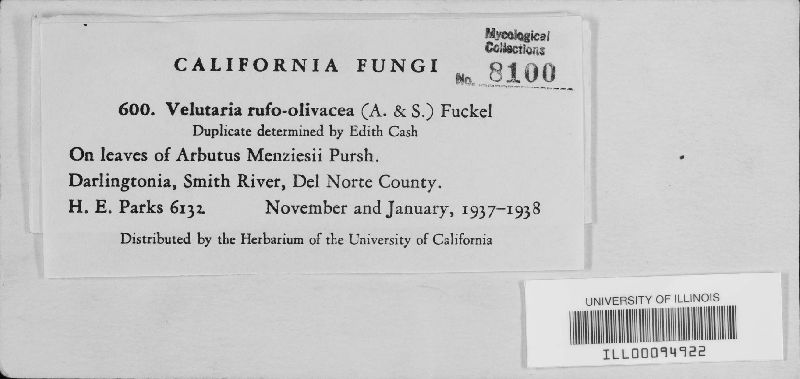 Mycological
Collections
CALIFORNIA FUNGI
No. 8100
600. Velutaria rufo-olivacea (A. & S.) Fuckel
Duplicate determined by Edith Cash
On leaves of Arbutus Menziesii Pursh.
Darlingtonia, Smith River, Del Norte County.
H. E. Parks 6132 November and January, 1937–1938
Distributed by the Herbarium of the University of California
UNIVERSITY OF ILLINOIS
ILL00094922